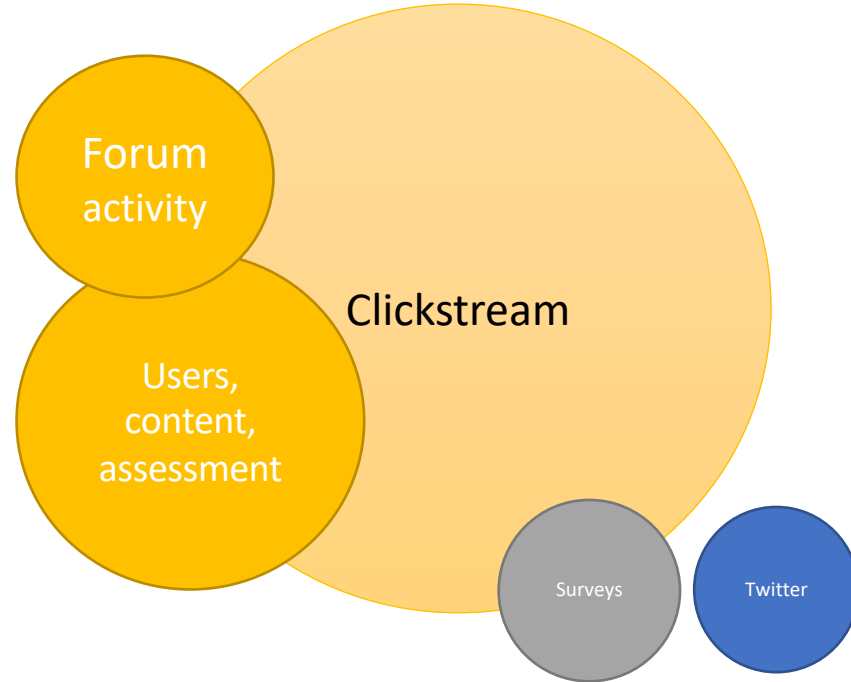 Forum
activity
Clickstream
Users,
content,
assessment
Surveys
Twitter